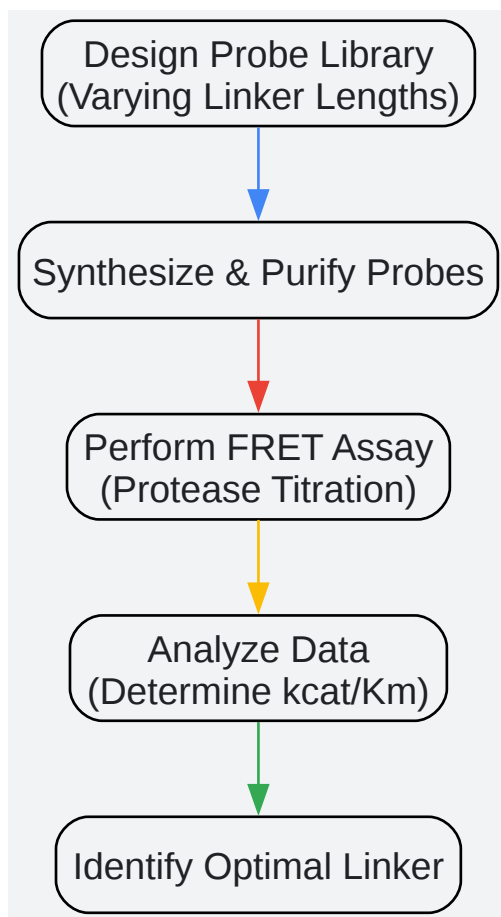 Design Probe Library
(Varying Linker Lengths)
Synthesize & Purify Probes
Perform FRET Assay
(Protease Titration)
Analyze Data
(Determine kcat/Km)
Identify Optimal Linker